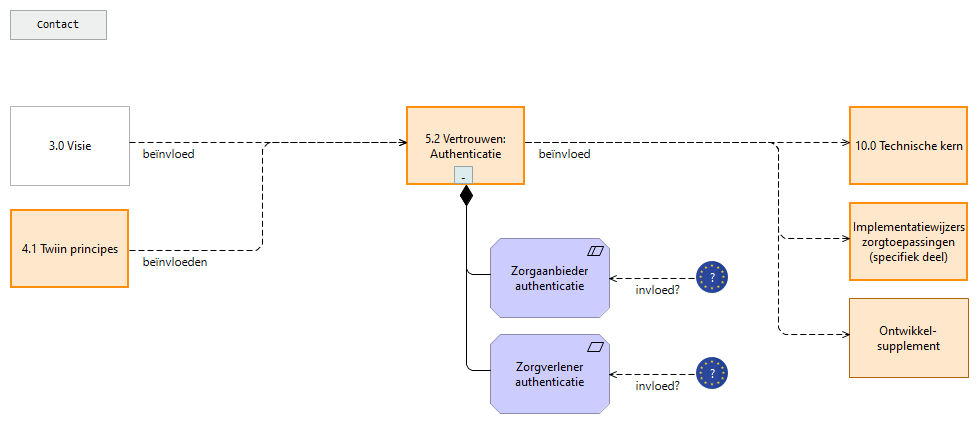 Contact
3.0 Visie
beïnvloed
5.2 Vertrouwen:
Authenticatie
-
beïnvloed
10.0 Technische kern
4.1 Twiin principes
beïnvloeden
Implementatiewijzers
zorgtoepassingen
(specifiek deel)
Zorgaanbieder
authenticatie
invloed?
?
Ontwikkel-
supplement
Zorgverlener
authenticatie
invloed?
?